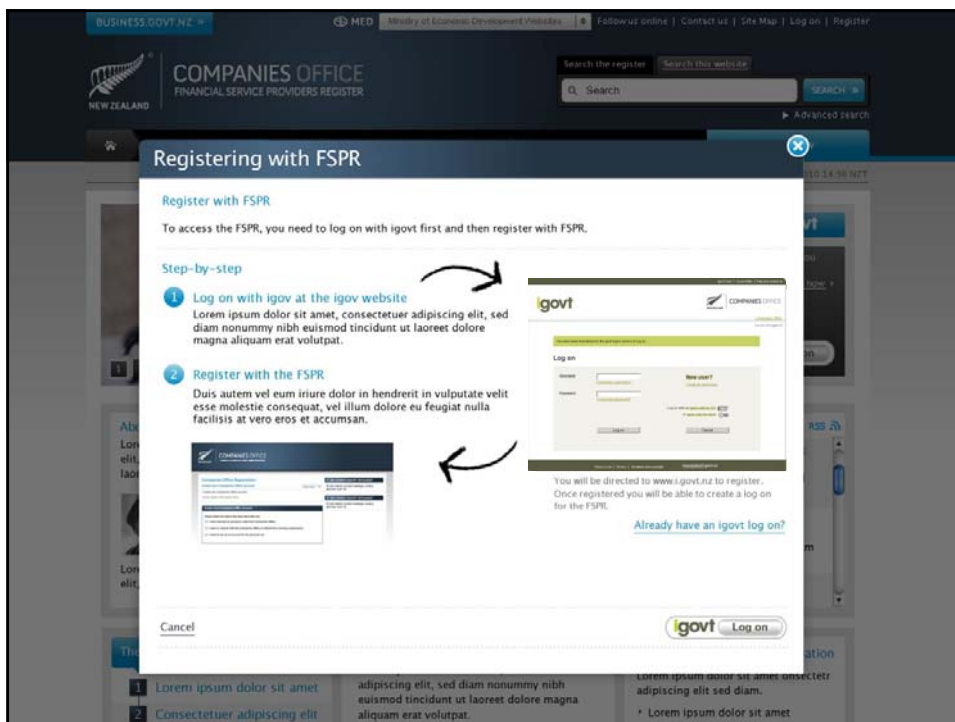 BUSINESS.GOVT.NZ »
MED
Ministry of Economic Development Websites
Follow us online | Contact us | Site Map | Log on | Register
NEW ZEALAND
COMPANIES OFFICE
FINANCIAL SERVICE PROVIDERS REGISTER
Search the register
Search this website
Search
SEARCH »
Advanced search
Registering with FSPR
Register with FSPR
To access the FSPR, you need to log on with igovt first and then register with FSPR.
Step-by-step
1 Log on with igov at the igov website
Lorem ipsum dolor sit amet, consectetuer adipiscing elit, sed
diam nonummy nibh euismod tincidunt ut laoreet dolore
magna aliquam erat volutpat.
2 Register with the FSPR
Duis autem vel eum iriure dolor in hendrerit in vulputate velit
esse molestie consequat, vel illum dolore eu feugiat nulla
facilisis at vero eros et accumsan.
COMPANIES OFFICE
igovt
COMPANIES OFFICE
Log on
Username
Password
New user?
You will be directed to www.i.govt.nz to register.
Once registered you will be able to create a log on
for the FSPR.
Already have an igovt log on?
Cancel
igovt Log on
RSS
1 Lorem ipsum dolor sit amet
2 Consectetuer adipiscing elit
adipiscing elit, sed diam nonummy nibh
euismod tincidunt ut laoreet dolore magna
aliquam erat volutpat.
Lorem ipsum dolor sit amet onsectetr
adipiscing elit sed diam.
Lorem ipsum dolor sit amet